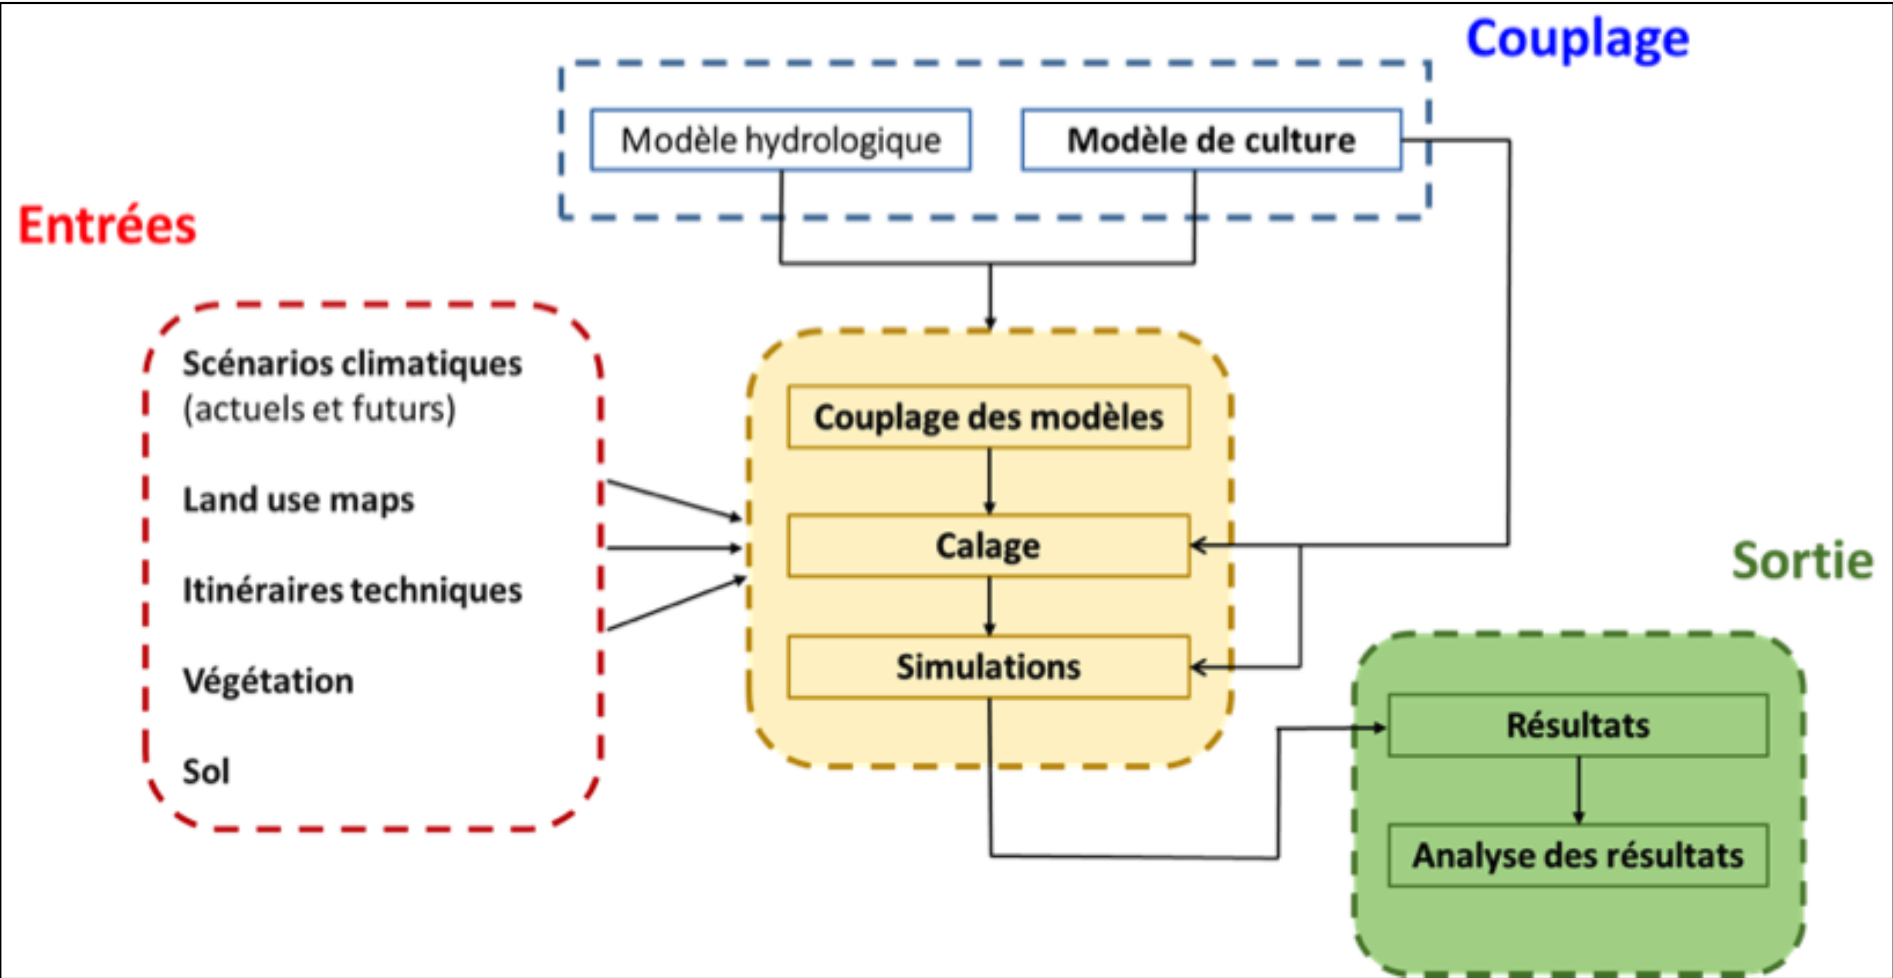 Couplage
Modèle hydrologique
Modèle de culture
Entrées
Scénarios climatiques
(actuels et futurs)
Land use maps
Itinéraires techniques
Végétation
Sol
Couplage des modèles
Calage
Simulations
Sortie
Résultats
Analyse des résultats